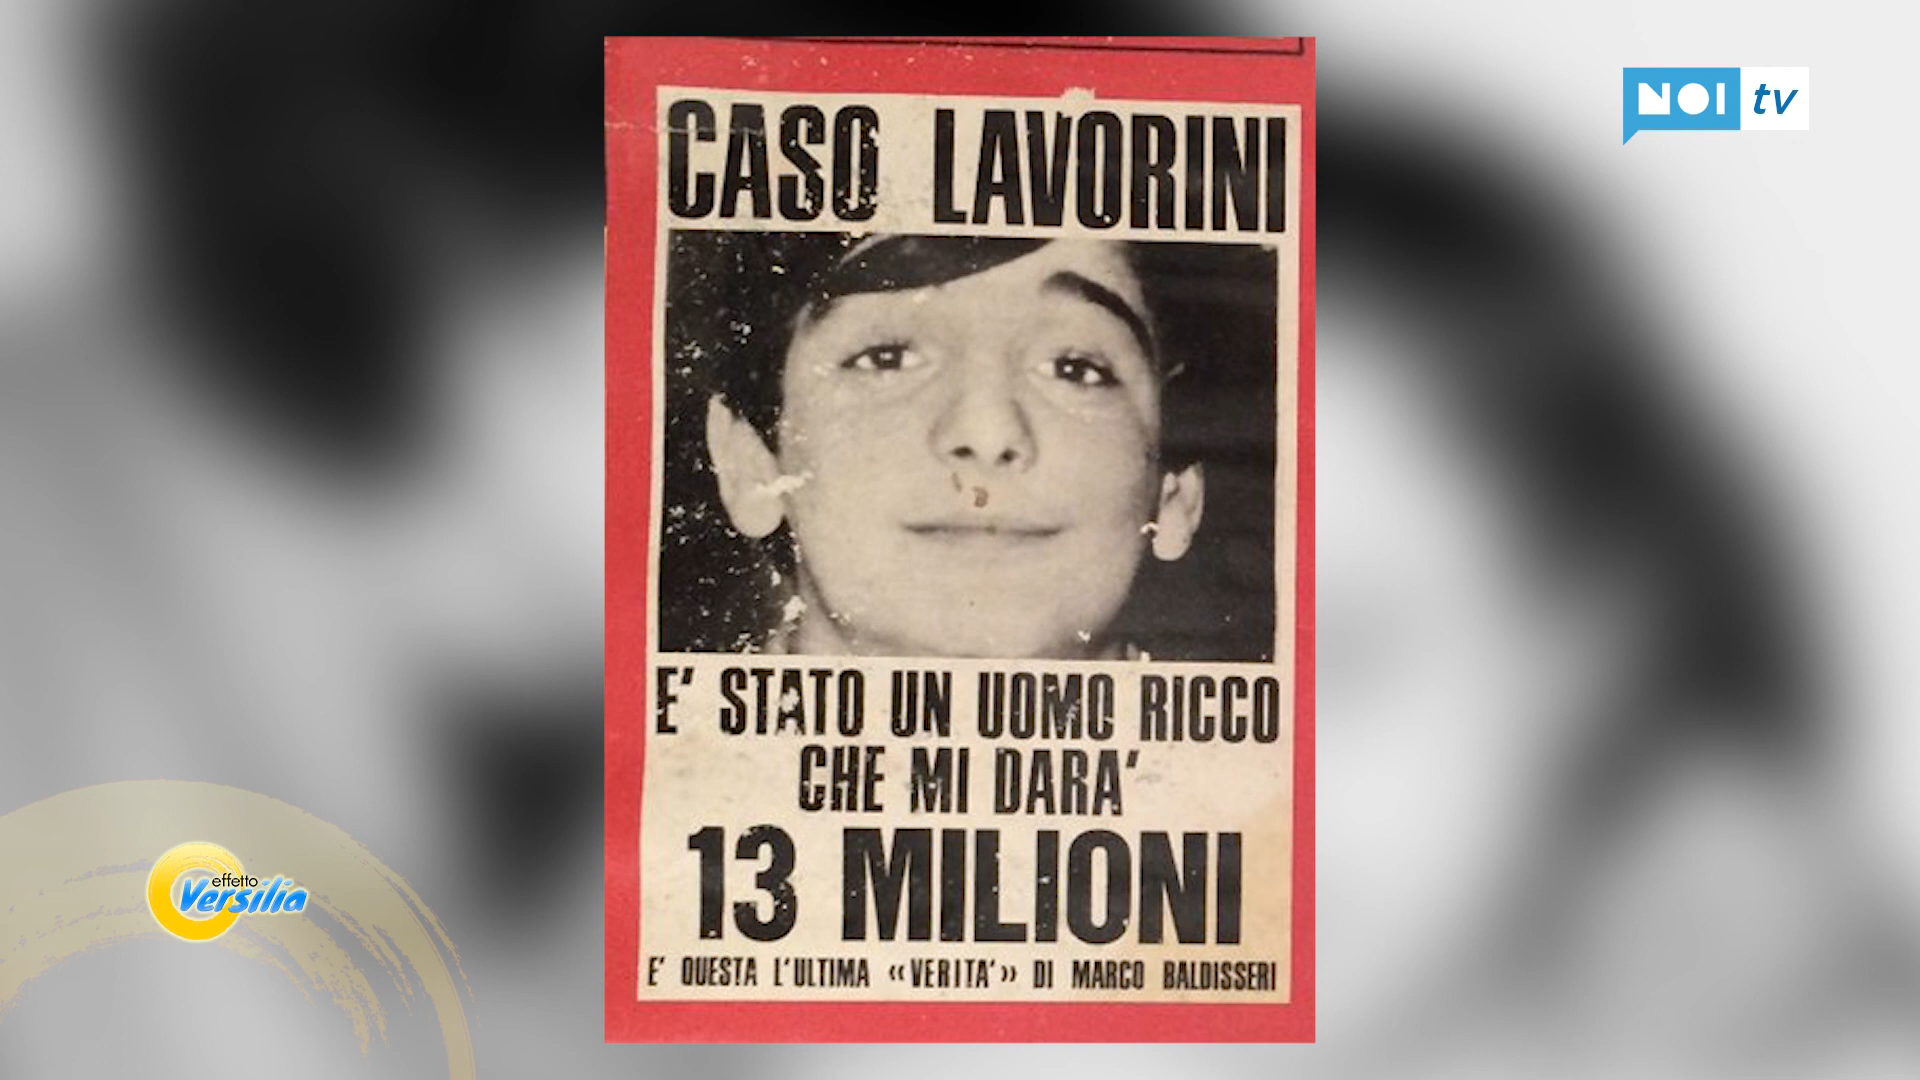 NOI tv
CASO LAVORINI
E' STATO UN UOMO RICCO
CHE MI DARA'
13 MILIONI
E' QUESTA L'ULTIMA «VERITA'» DI MARCO BALDISSERI
effetto
Versilia